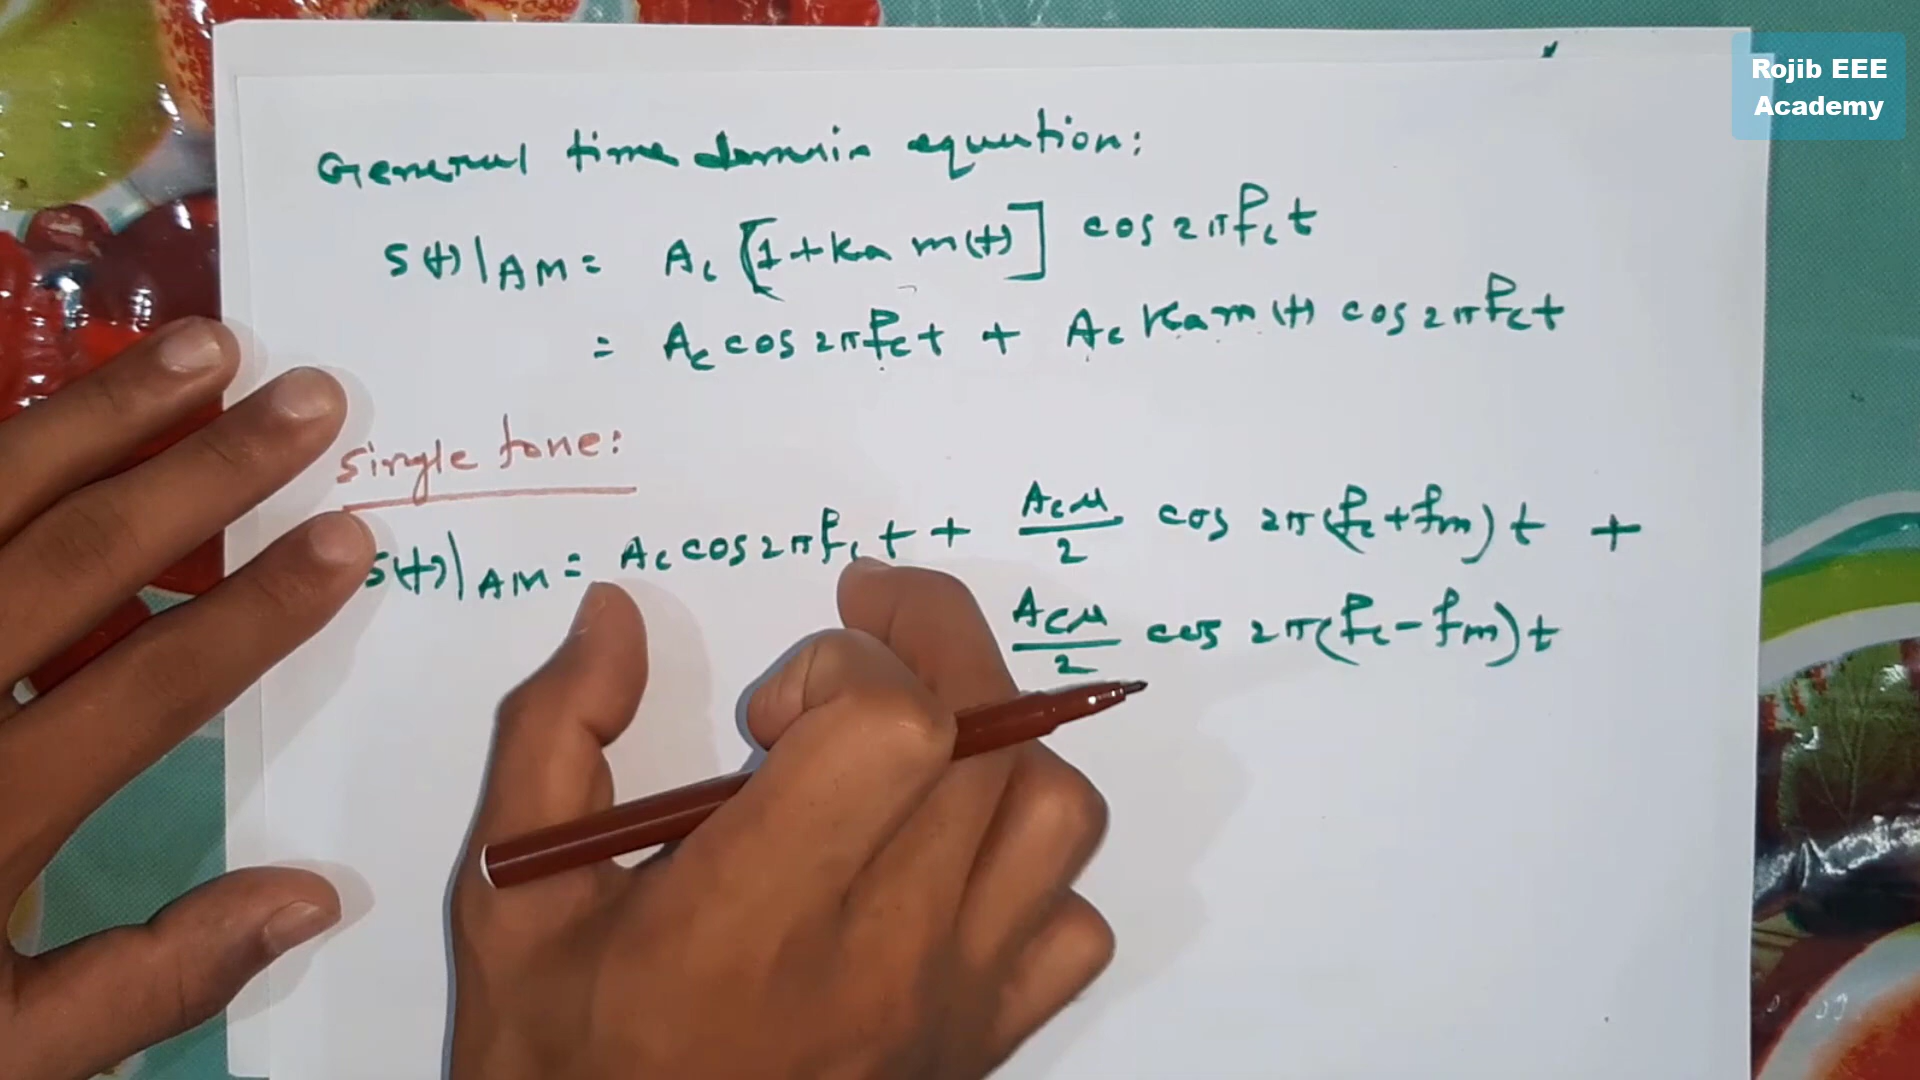 Rojib EEE
Academy
General time domain equation:
s(t)|AM = Ac [1+Ka m(t)] cos 2πfct
= Ac cos 2πfct + Ac Kam(t) cos 2πfct
single tone:
s(t)|AM = Ac cos 2πfct + Acμ/2 cos 2π(fc+fm)t +
Acμ/2 cos 2π(fc-fm)t